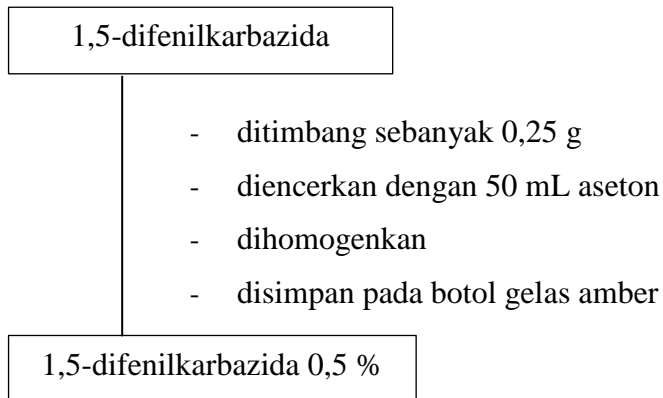 1,5-difenilkarbazida
- ditimbang sebanyak 0,25 g
- diencerkan dengan 50 mL aseton
- dihomogenkan
- disimpan pada botol gelas amber
1,5-difenilkarbazida 0,5 %